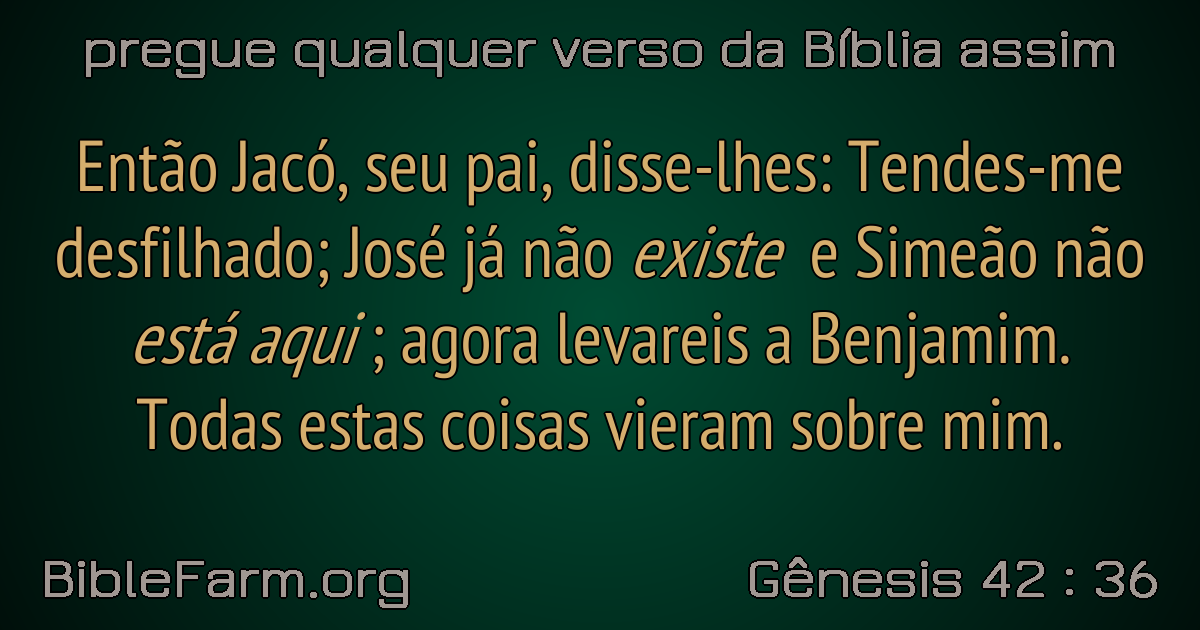 pregue qualquer verso da Bíblia assim
Então Jacó, seu pai, disse-lhes: Tendes-me
desfilhado; José já não existe e Simeão não
está aqui ; agora levareis a Benjamim.
Todas estas coisas vieram sobre mim.
BibleFarm.org
Gênesis 42 : 36